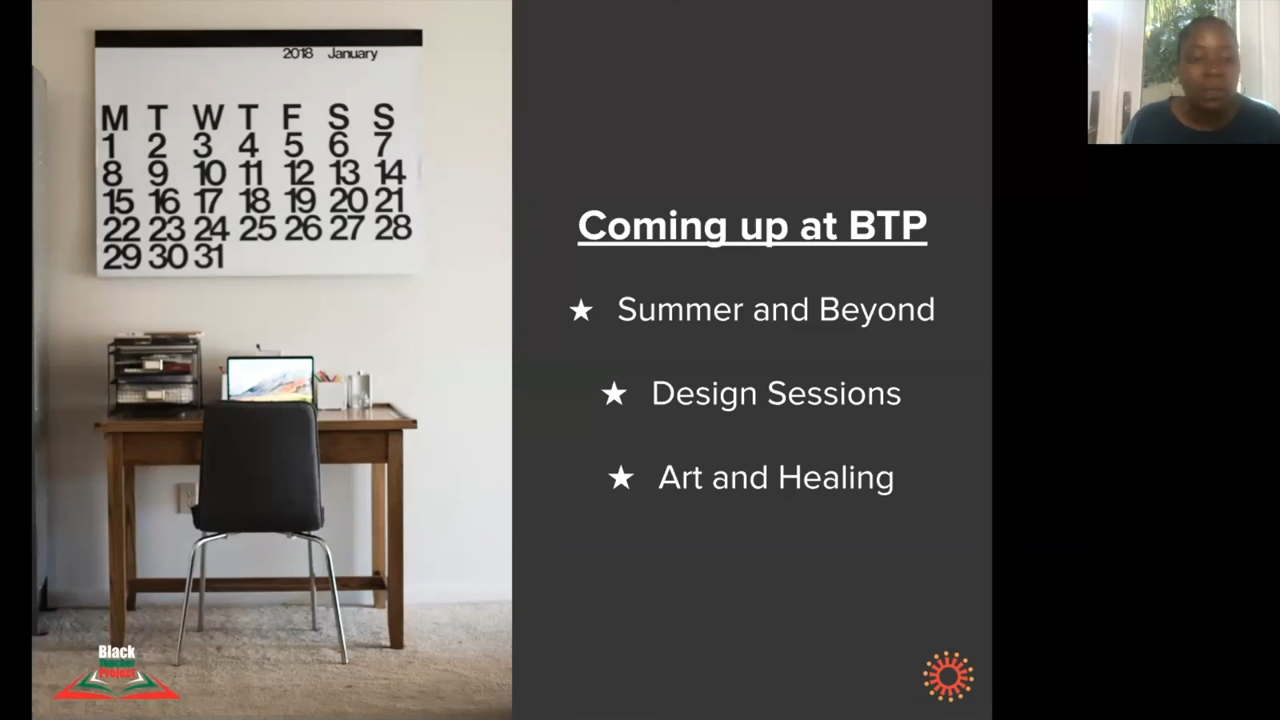 2018 January
M T W T F S S
1 2 3 4 5 6 7
8 9 10 11 12 13 14
15 16 17 18 19 20 21
22 23 24 25 26 27 28
29 30 31
Coming up at BTP
★ Summer and Beyond
★ Design Sessions
★ Art and Healing
Black
Teacher
Project